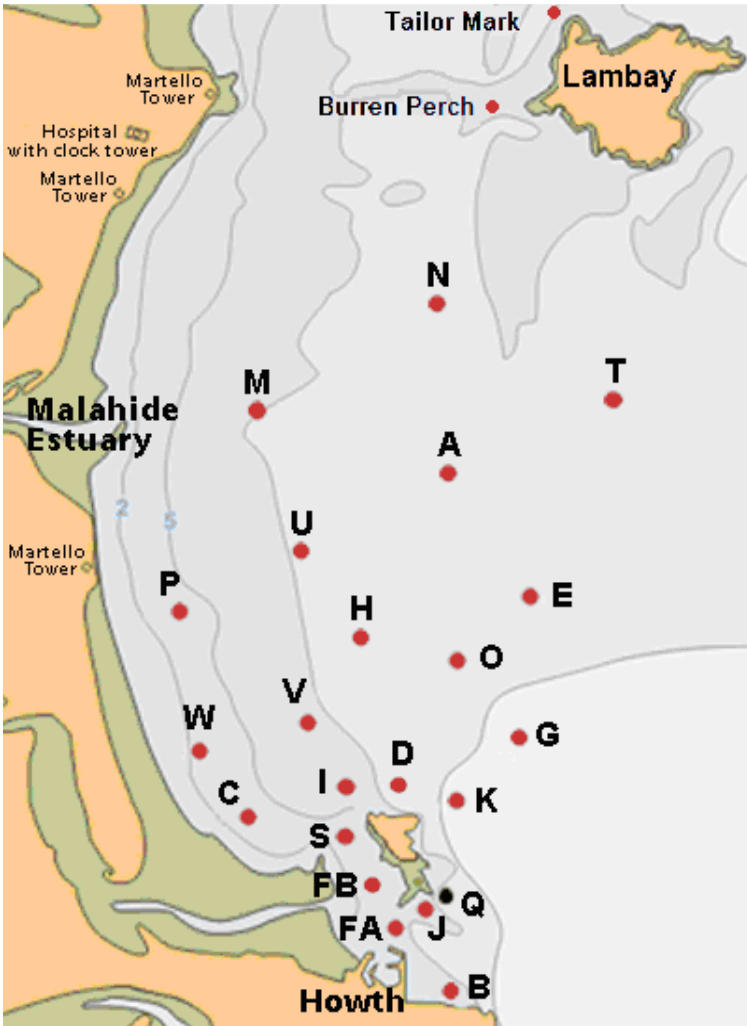 Tailor Mark
Lambay
Martello
Tower
Burren Perch
Hospital
with clock tower
Martello
Tower
N
T
M
Malahide
Estuary
A
2
5
U
Martello
Tower
P
E
H
O
V
W
G
D
I
K
C
S
FB
Q
FA
J
B
Howth